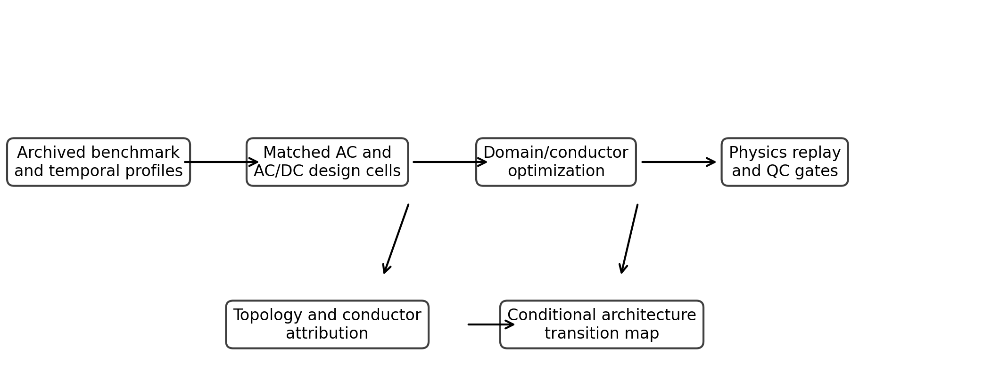 Archived benchmark
and temporal profiles
Matched AC and
AC/DC design cells
Domain/conductor
optimization
Physics replay
and QC gates
Topology and conductor
attribution
Conditional architecture
transition map